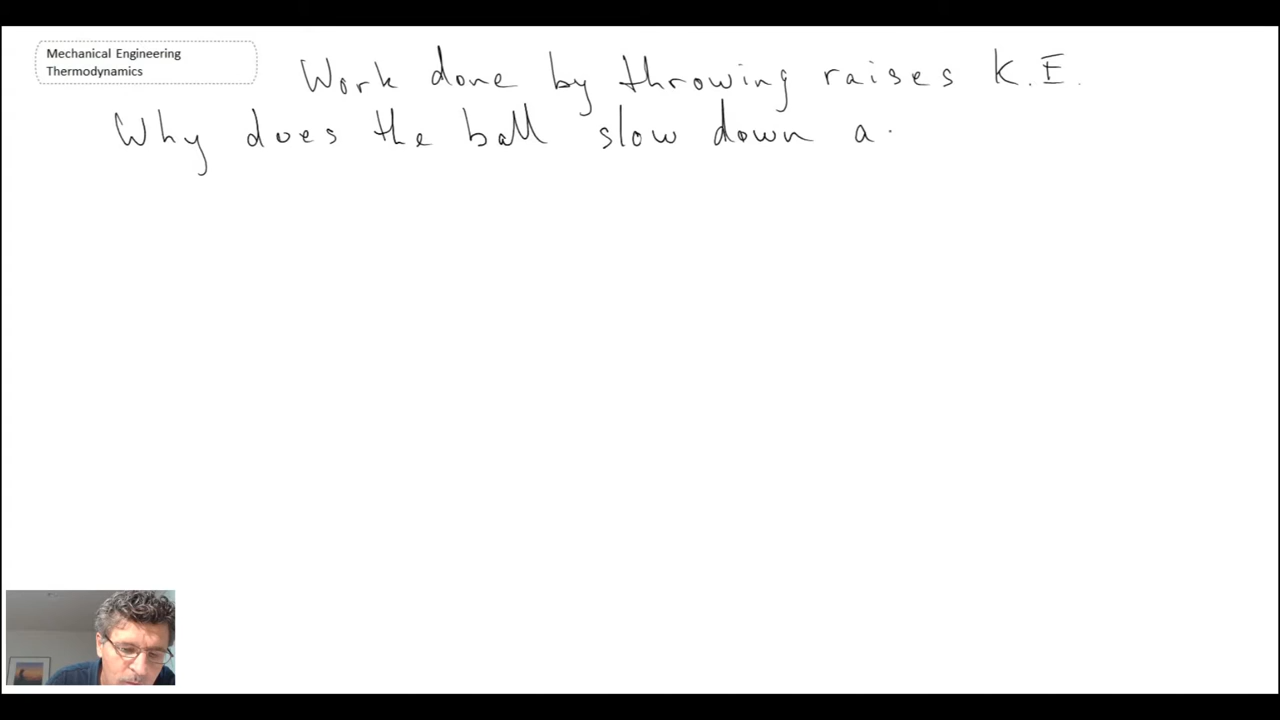 Mechanical Engineering
Thermodynamics
Work done by throwing raises K.E.
Why does the ball slow down a